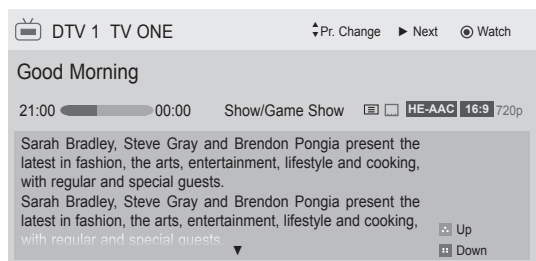 DTV 1 TV ONE Pr. Change Next Watch
Good Morning
21:00 00:00 Show/Game Show HE-AAC 16:9 720p
Sarah Bradley, Steve Gray and Brendon Pongia present the
latest in fashion, the arts, entertainment, lifestyle and cooking,
with regular and special guests.
Sarah Bradley, Steve Gray and Brendon Pongia present the
latest in fashion, the arts, entertainment, lifestyle and cooking,
with regular and special guests.
Up
Down